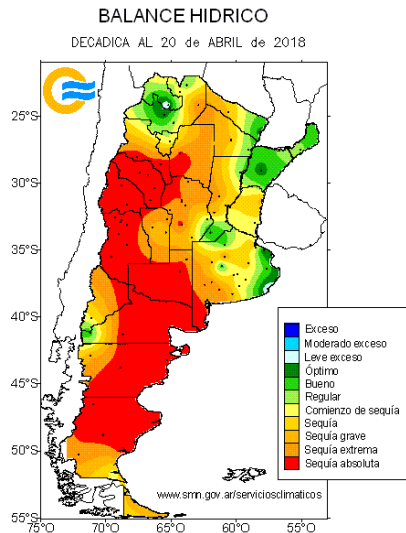 BALANCE HIDRICO
DECADICA AL 20 de ABRIL de 2018
25°S
30°S
35°S
40°S
45°S
50°S
55°S
75°O
70°O
65°O
60°O
55°O
Exceso
Moderado exceso
Leve exceso
Óptimo
Bueno
Regular
Comienzo de sequía
Sequía
Sequía grave
Sequía extrema
Sequía absoluta
www.smn.gov.ar/serviciosclimaticos